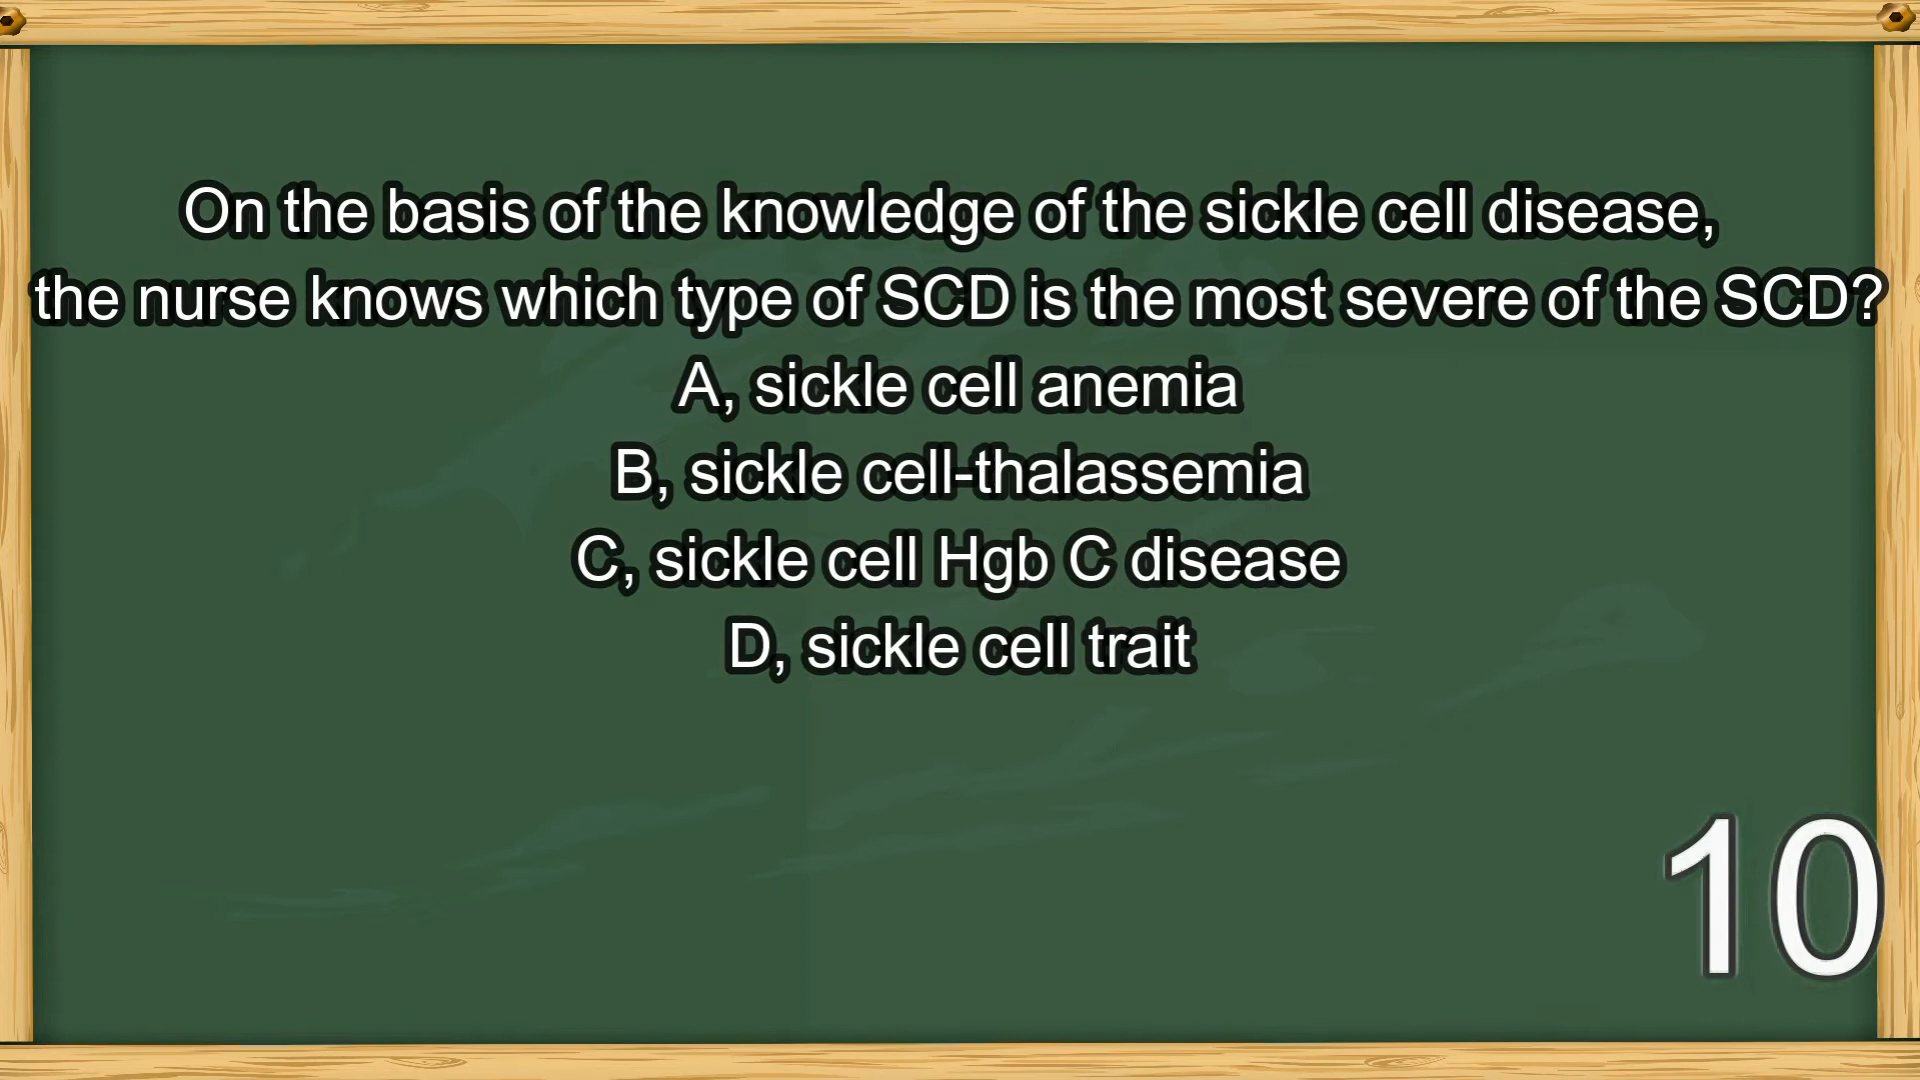 On the basis of the knowledge of the sickle cell disease,
the nurse knows which type of SCD is the most severe of the SCD?
A, sickle cell anemia
B, sickle cell-thalassemia
C, sickle cell Hgb C disease
D, sickle cell trait
10